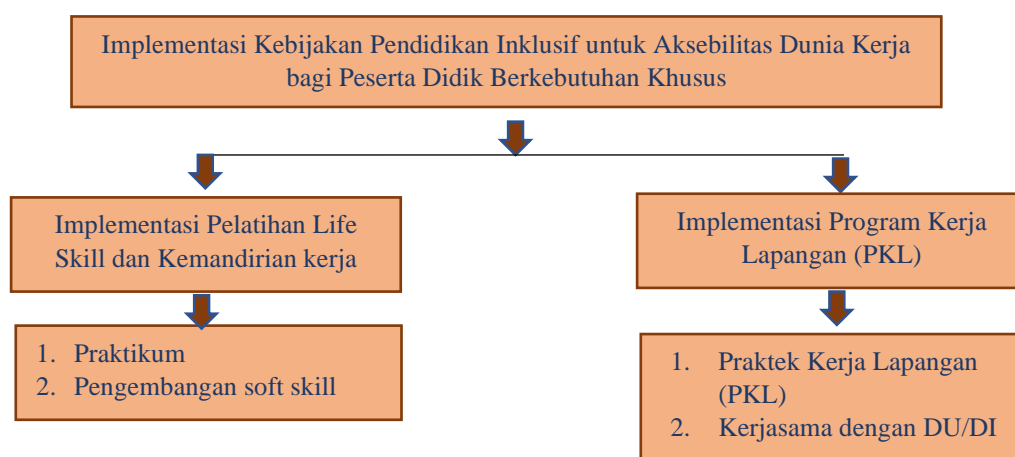 Implementasi Kebijakan Pendidikan Inklusif untuk Aksebilitas Dunia Kerja
bagi Peserta Didik Berkebutuhan Khusus
Implementasi Pelatihan Life
Skill dan Kemandirian kerja
1. Praktikum
2. Pengembangan soft skill
Implementasi Program Kerja
Lapangan (PKL)
1. Praktek Kerja Lapangan
(PKL)
2. Kerjasama dengan DU/DI